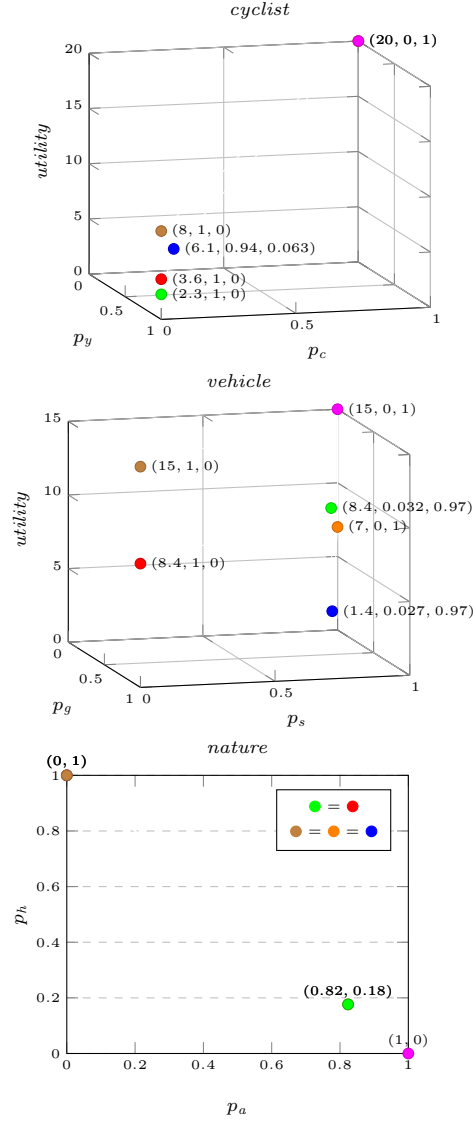 cyclist
20
15
10
5
0
(20, 0, 1)
(8, 1, 0)
(6.1, 0.94, 0.063)
(3.6, 1, 0)
(2.3, 1, 0)
0
0.5
1
0
0.5
1
utility
p_y
p_c
vehicle
15
10
5
0
(15, 0, 1)
(15, 1, 0)
(8.4, 0.032, 0.97)
(7, 0, 1)
(8.4, 1, 0)
(1.4, 0.027, 0.97)
0
0.5
1
0
0.5
1
utility
p_g
p_s
nature
(0, 1)
1
0.8
0.6
0.4
0.2
0
=
= =
(0.82, 0.18)
(1, 0)
0
0.2
0.4
0.6
0.8
1
p_h
p_a